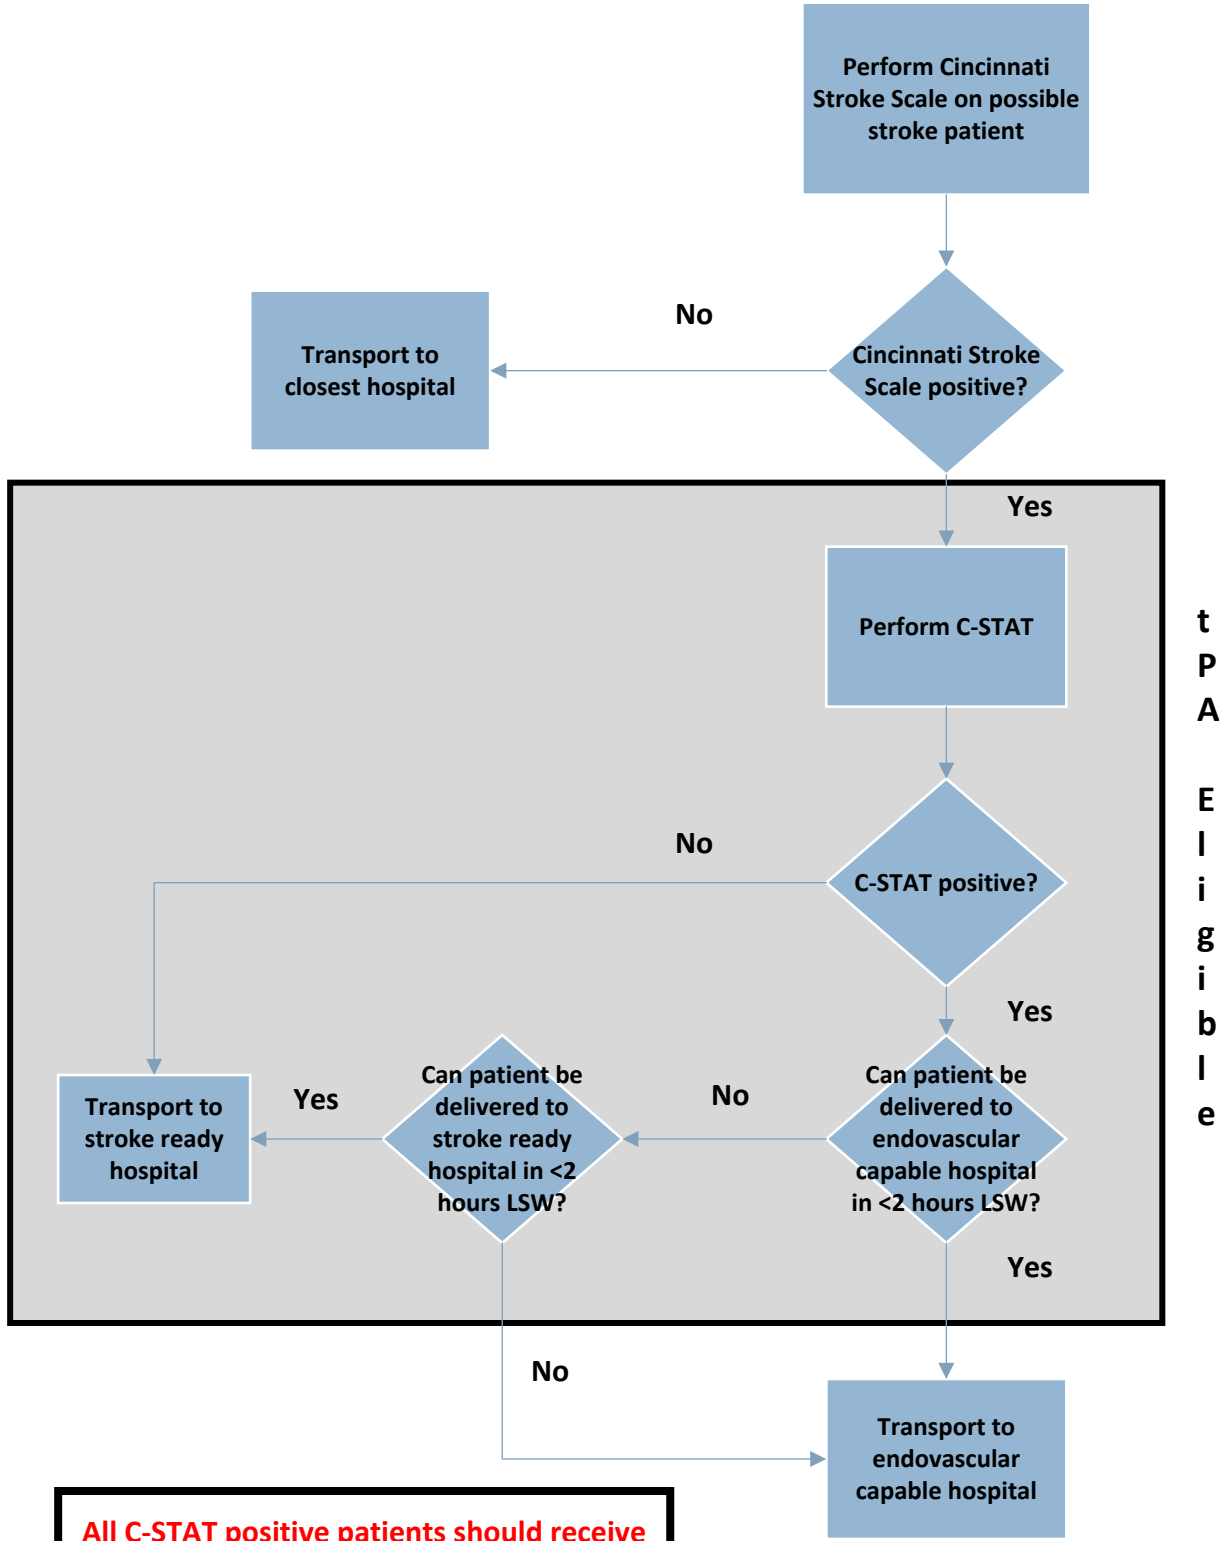 Perform Cincinnati
Stroke Scale on possible
stroke patient
No
Transport to
closest hospital
Cincinnati Stroke
Scale positive?
Yes
Perform C-STAT
t
P
A
E
l
i
g
i
b
l
e
No
C-STAT positive?
Yes
Can patient be
delivered to
endovascular
capable hospital
in <2 hours LSW?
No
Can patient be
delivered to
stroke ready
hospital in <2
hours LSW?
Yes
Transport to
stroke ready
hospital
Yes
No
Transport to
endovascular
capable hospital
All C-STAT positive patients should receive